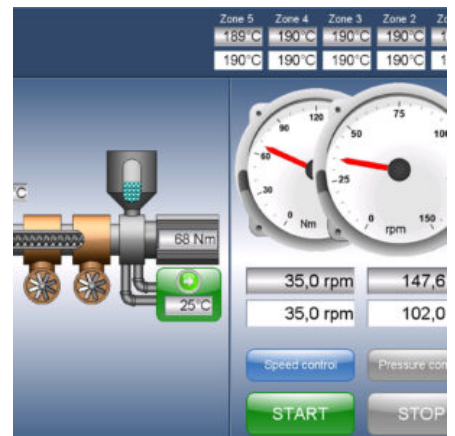 Zone 5 Zone 4 Zone 3 Zone 2
189°C 190°C 190°C 190°C
190°C 190°C 190°C 190°C
120
90
60
30
0
Nm
75
50
100
25
0
150
rpm
68 Nm
25°C
35,0 rpm 147,6
35,0 rpm 102,0
Speed control Pressure
START STOP